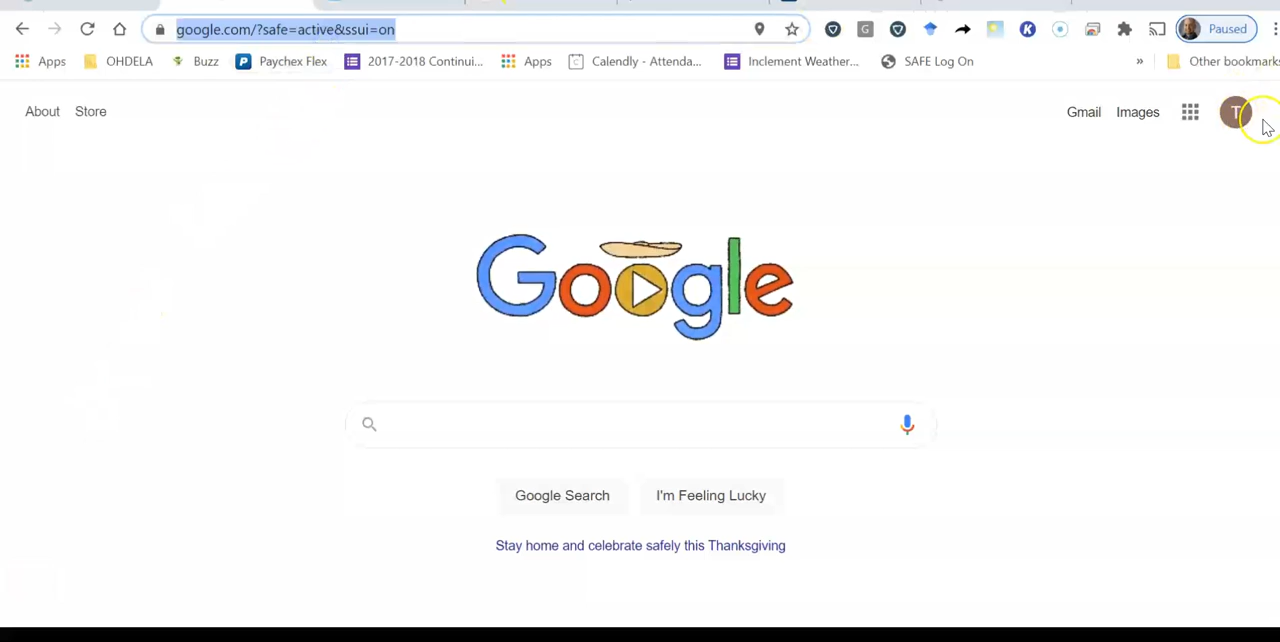 google.com/?safe=active&ssui=on
G
K
Paused
Apps
OHDELA
Buzz
P
Paychex Flex
2017-2018 Continui...
Apps
C
Calendly - Attenda...
Inclement Weather...
SAFE Log On
»
Other bookmarks
About
Store
Gmail
Images
T
Google
Google Search
I'm Feeling Lucky
Stay home and celebrate safely this Thanksgiving